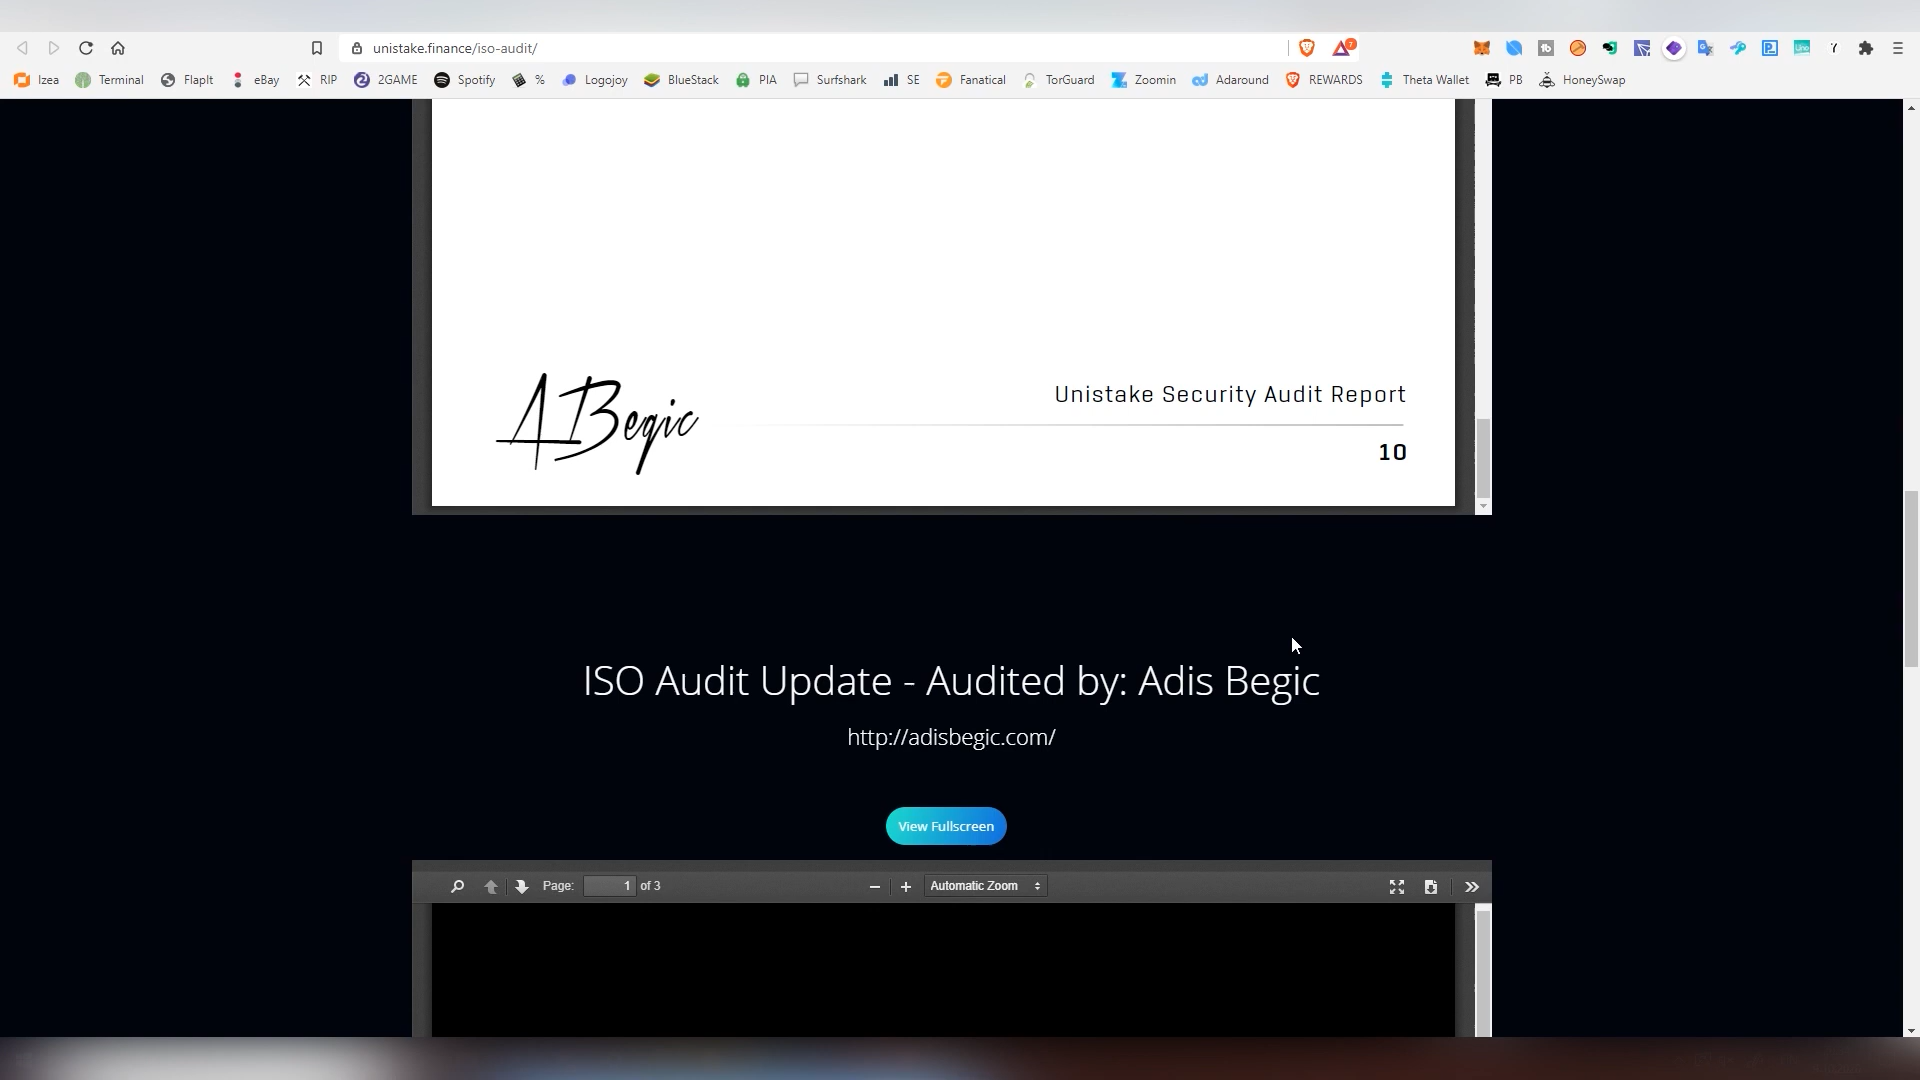 unistake.finance/iso-audit/
7
Izea Terminal FlapIt eBay RIP 2GAME Spotify % Logojoy BlueStack PIA Surfshark SE Fanatical TorGuard Zoomin Adaround REWARDS Theta Wallet PB HoneySwap
ABegic
Unistake Security Audit Report
10
ISO Audit Update - Audited by: Adis Begic
http://adisbegic.com/
View Fullscreen
Page: 1 of 3 Automatic Zoom